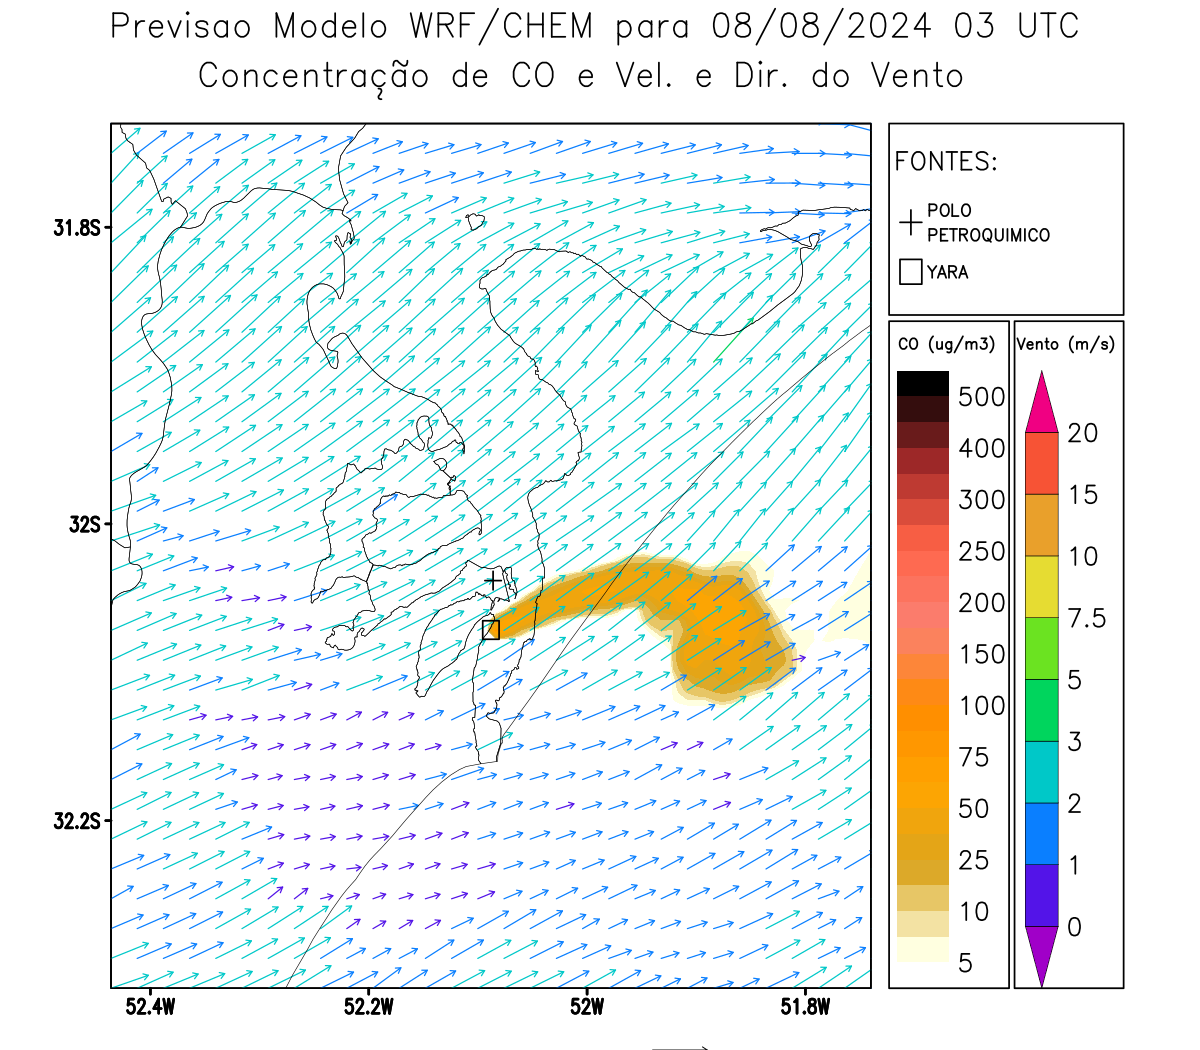 Previsao Modelo WRF/CHEM para 08/08/2024 03 UTC
Concentração de CO e Vel. e Dir. do Vento
FONTES:
POLO
PETROQUIMICO
YARA
CO (ug/m3)
500
400
300
250
200
150
100
75
50
25
10
5
Vento (m/s)
20
15
10
7.5
5
3
2
1
0
31.8S
32S
32.2S
52.4W
52.2W
52W
51.8W